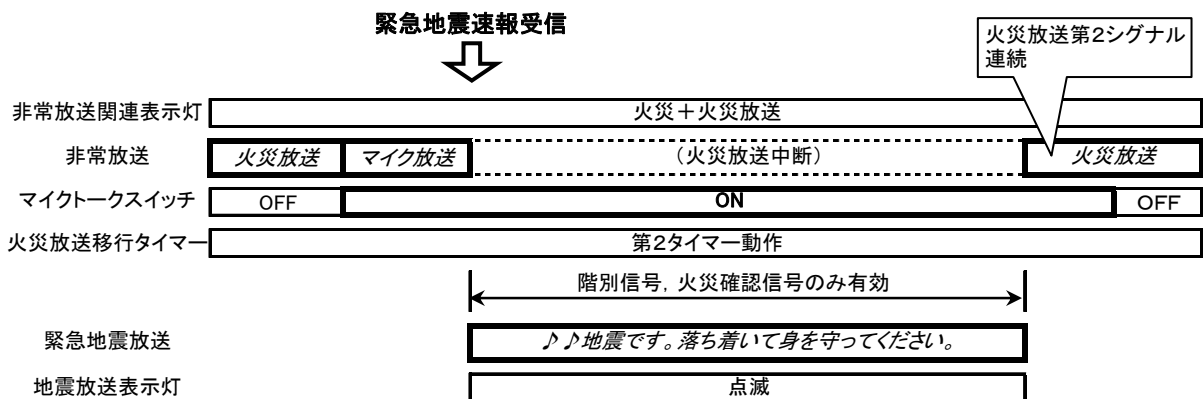 緊急地震速報受信
火災放送第2シグナル
連続
非常放送関連表示灯 火災+火災放送
非常放送 火災放送 マイク放送 (火災放送中断) 火災放送
マイクトークスイッチ OFF ON OFF
火災放送移行タイマー 第2タイマー動作
階別信号,火災確認信号のみ有効
緊急地震放送 ♪♪地震です。落ち着いて身を守ってください。
地震放送表示灯 点滅